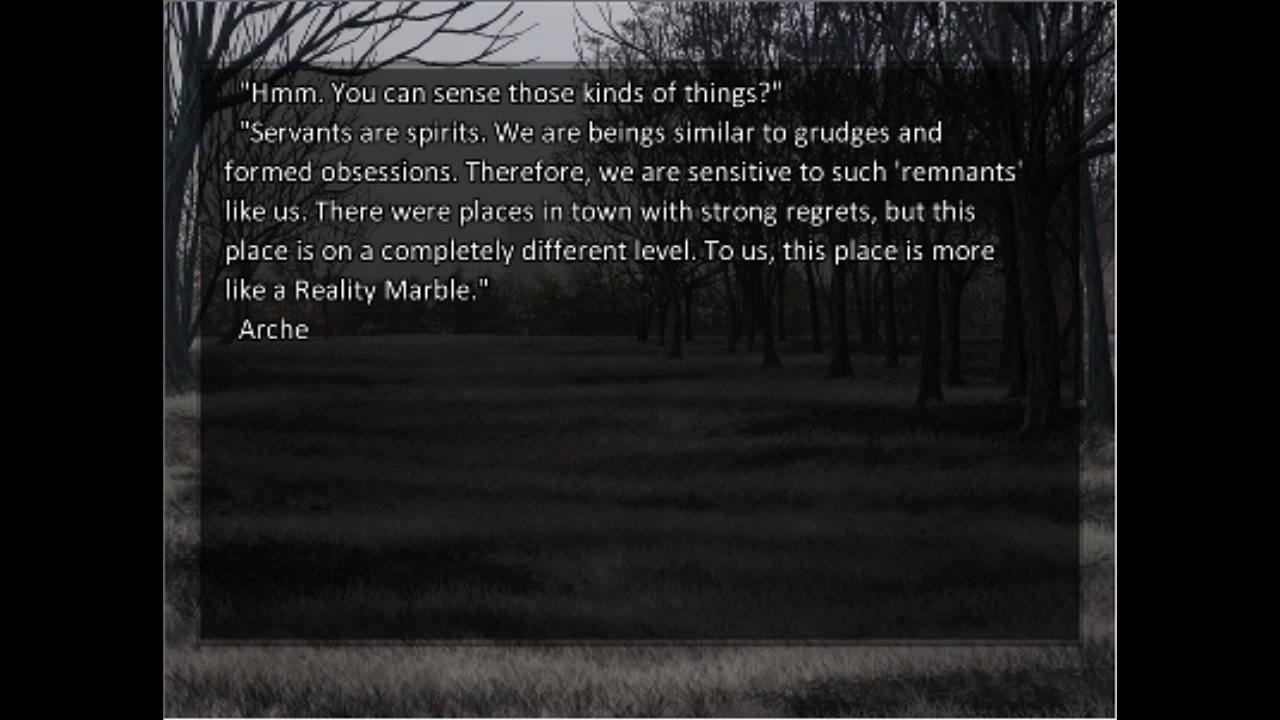 "Hmm. You can sense those kinds of things?"
"Servants are spirits. We are beings similar to grudges and
formed obsessions. Therefore, we are sensitive to such 'remnants'
like us. There were places in town with strong regrets, but this
place is on a completely different level. To us, this place is more
like a Reality Marble."
Arche